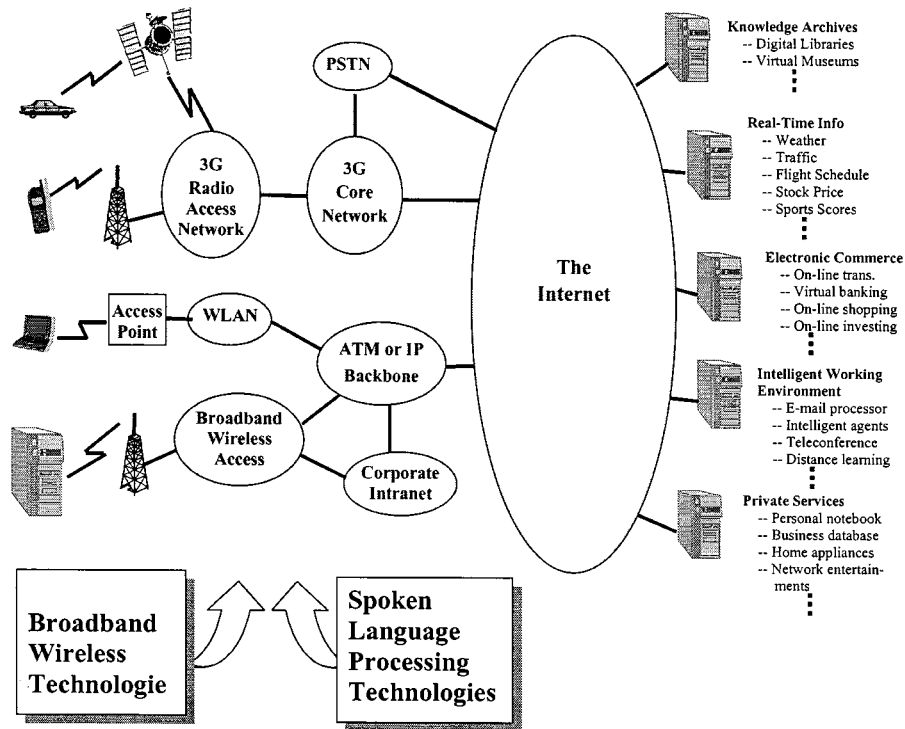 PSTN
3G
Radio
Access
Network
3G
Core
Network
Access
Point
WLAN
ATM or IP
Backbone
Broadband
Wireless
Access
Corporate
Intranet
The
Internet
Knowledge Archives
-- Digital Libraries
-- Virtual Museums
Real-Time Info
-- Weather
-- Traffic
-- Flight Schedule
-- Stock Price
-- Sports Scores
Electronic Commerce
-- On-line trans.
-- Virtual banking
-- On-line shopping
-- On-line investing
Intelligent Working
Environment
-- E-mail processor
-- Intelligent agents
-- Teleconference
-- Distance learning
Private Services
-- Personal notebook
-- Business database
-- Home appliances
-- Network entertain-
ments
Broadband
Wireless
Technologie
Spoken
Language
Processing
Technologies